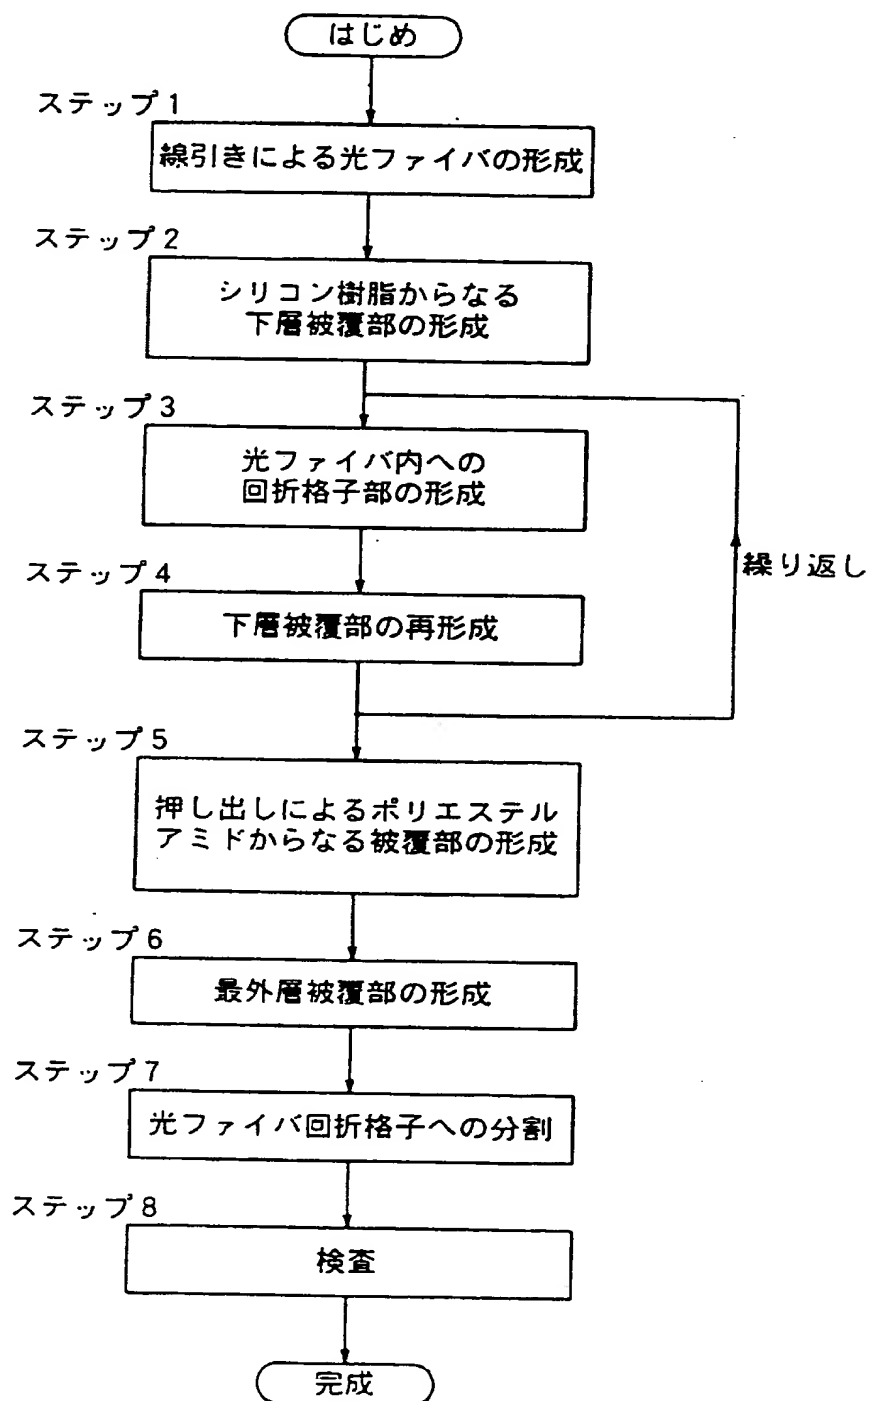 はじめ
ステップ1
線引きによる光ファイバの形成
ステップ2
シリコン樹脂からなる
下層被覆部の形成
ステップ3
光ファイバ内への
回折格子部の形成
ステップ4
下層被覆部の再形成
繰り返し
ステップ5
押し出しによるポリエステル
アミドからなる被覆部の形成
ステップ6
最外層被覆部の形成
ステップ7
光ファイバ回折格子への分割
ステップ8
検査
完成